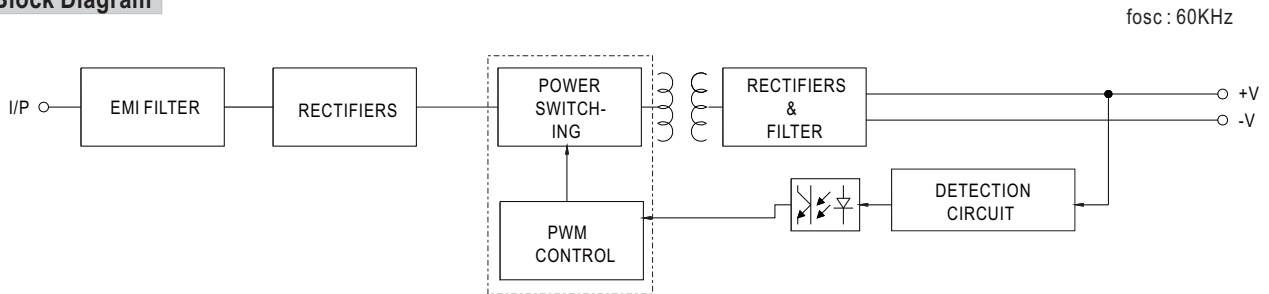 Block Diagram
fosc : 60KHz
I/P
EMI FILTER
RECTIFIERS
POWER
SWITCH-
ING
RECTIFIERS
&
FILTER
+V
-V
DETECTION
CIRCUIT
PWM
CONTROL